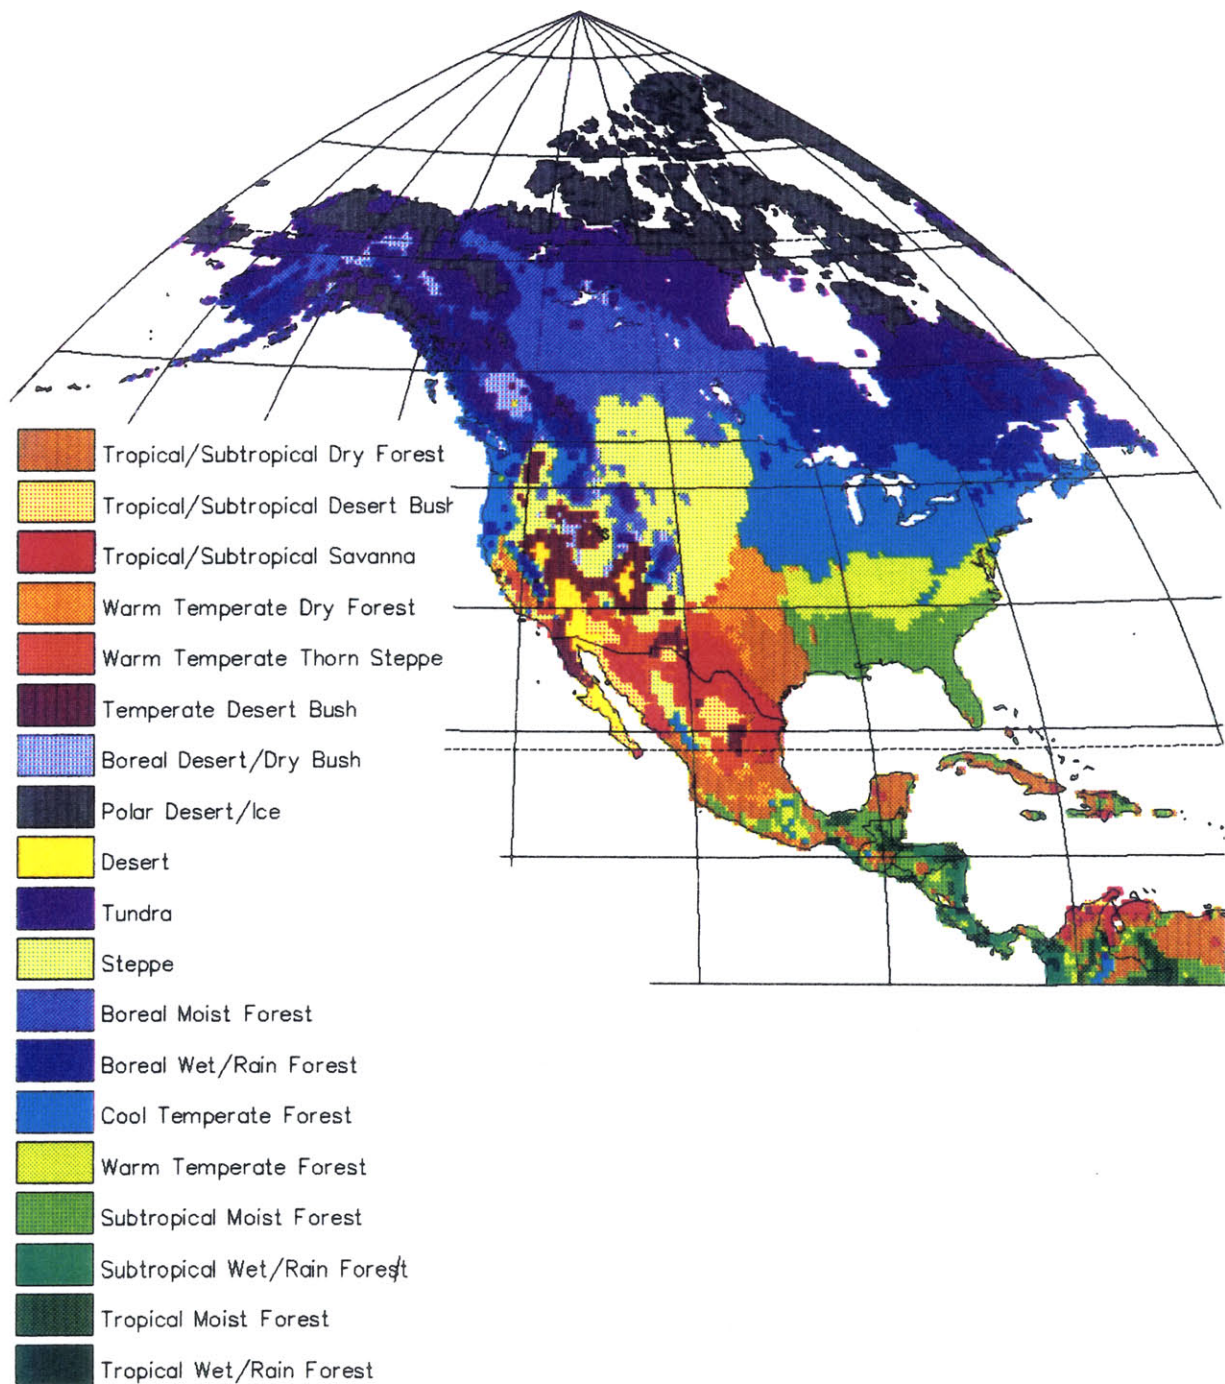 Tropical/Subtropical Dry Forest
Tropical/Subtropical Desert Bush
Tropical/Subtropical Savanna
Warm Temperate Dry Forest
Warm Temperate Thorn Steppe
Temperate Desert Bush
Boreal Desert/Dry Bush
Polar Desert/Ice
Desert
Tundra
Steppe
Boreal Moist Forest
Boreal Wet/Rain Forest
Cool Temperate Forest
Warm Temperate Forest
Subtropical Moist Forest
Subtropical Wet/Rain Forest
Tropical Moist Forest
Tropical Wet/Rain Forest